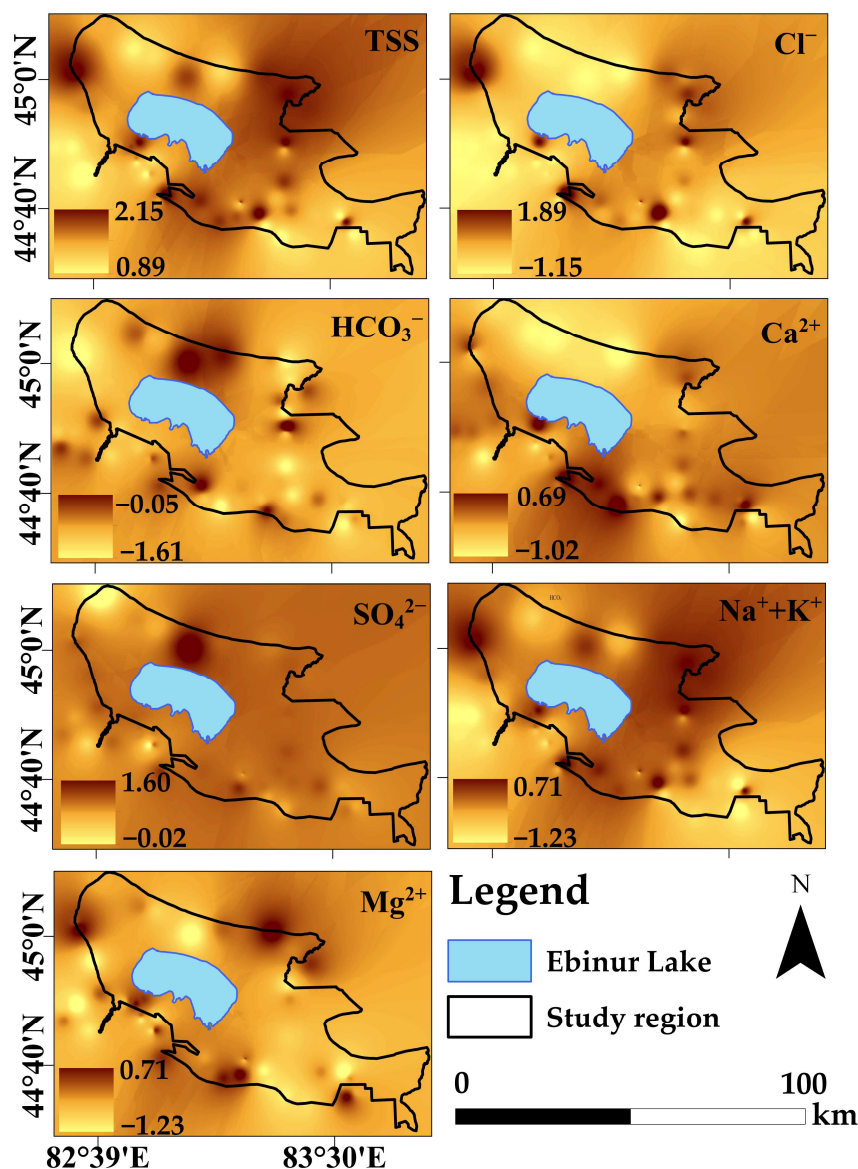 TSS
45°0'N
44°40'N
2.15
0.89
Cl⁻
1.89
−1.15
HCO₃⁻
45°0'N
44°40'N
−0.05
−1.61
Ca²⁺
0.69
−1.02
SO₄²⁻
45°0'N
44°40'N
1.60
−0.02
HCO₃
Na⁺+K⁺
0.71
−1.23
Mg²⁺
45°0'N
44°40'N
0.71
−1.23
82°39'E
83°30'E
Legend
N
Ebinur Lake
Study region
0 100
km